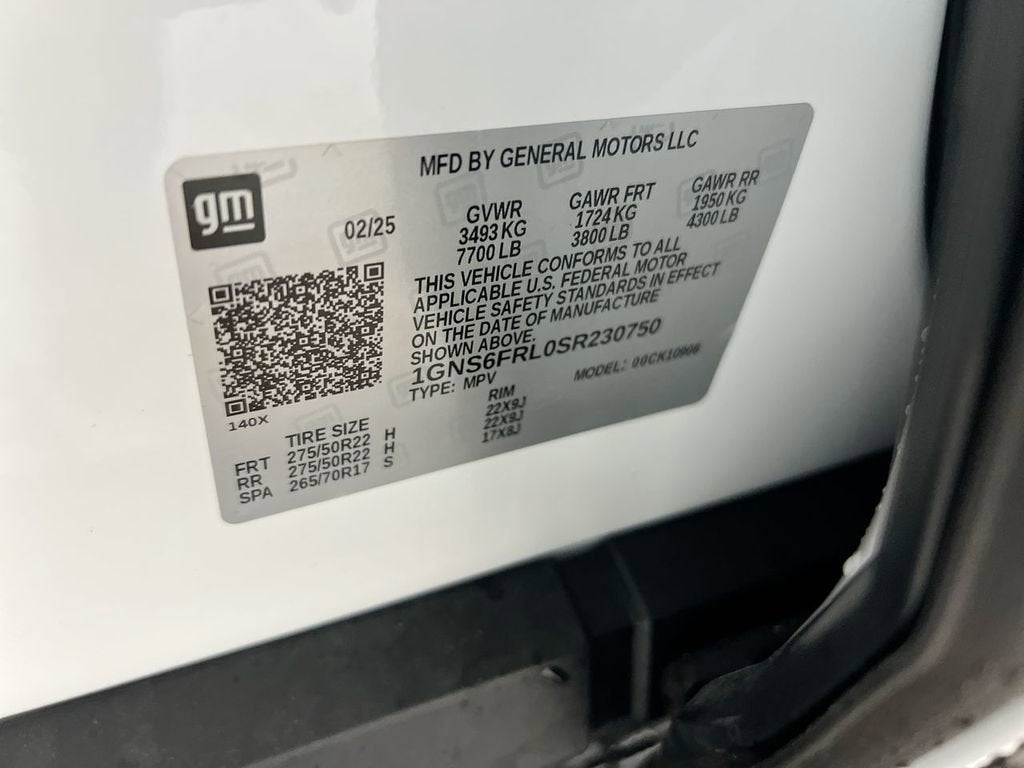 gm
MFD BY GENERAL MOTORS LLC
02/25
GVWR GAWR FRT GAWR RR
3493 KG 1724 KG 1950 KG
7700 LB 3800 LB 4300 LB
THIS VEHICLE CONFORMS TO ALL
APPLICABLE U.S. FEDERAL MOTOR
VEHICLE SAFETY STANDARDS IN EFFECT
ON THE DATE OF MANUFACTURE
SHOWN ABOVE.
1GNS6FRL0SR230750
TYPE: MPV MODEL: 00CK10906
140X
TIRE SIZE RIM
FRT 275/50R22 H 22X9J
RR 275/50R22 H 22X9J
SPA 265/70R17 S 17X8J